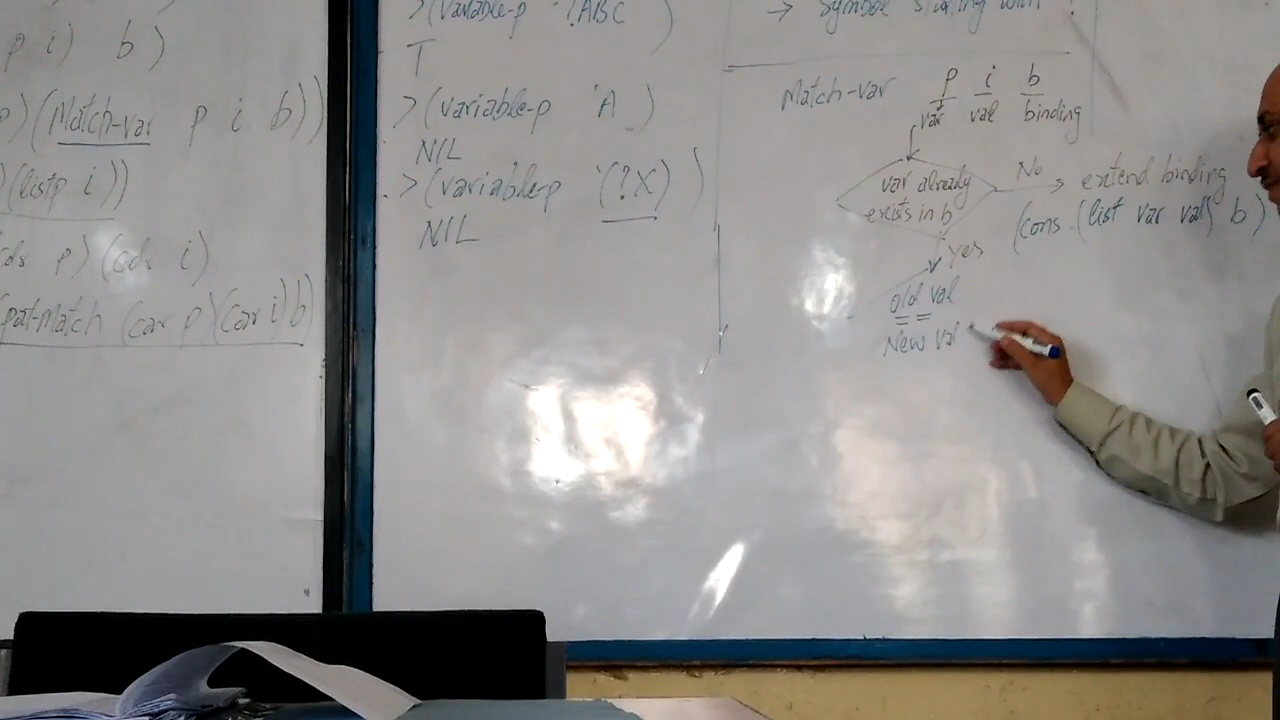 p i) b)
(Match-var p i b))
(listp i))
p) (cdr i)
pat-match (car p) (car i) b)
>(variable-p '?ABC )
T
>(variable-p 'A )
NIL
>(variable-p '(?X) )
NIL
→ Symbol starting with ?
Match-var p i b
var val binding
var already
exists in b
No → extend binding
(cons (list var val) b)
Yes
old val
New val